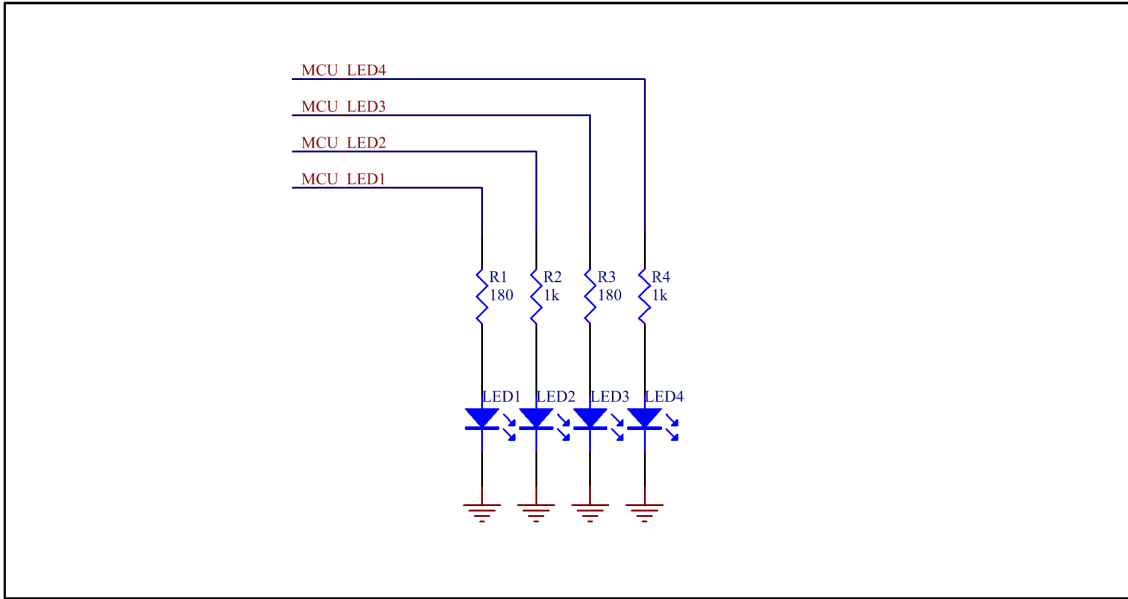 MCU_LED4
MCU_LED3
MCU_LED2
MCU_LED1
R1 R2 R3 R4
180 1k 180 1k
LED1 LED2 LED3 LED4